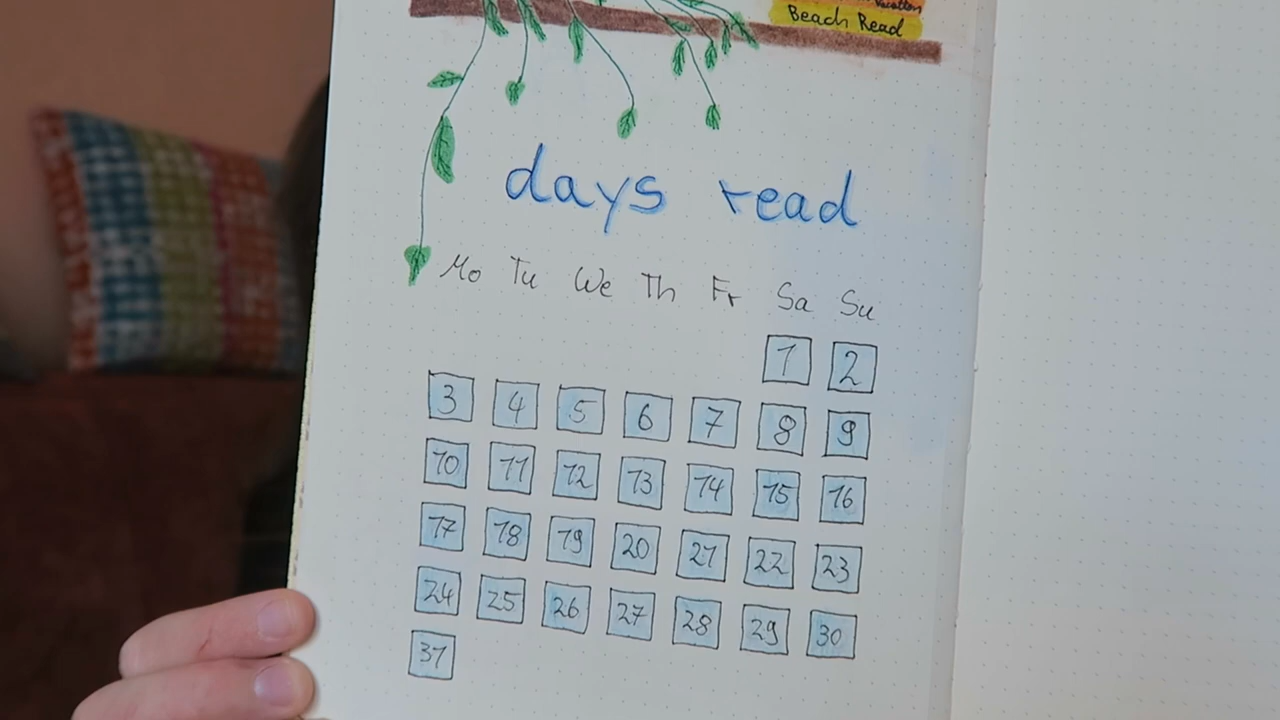 Vacation
Beach Read
days read
Mo Tu We Th Fr Sa Su
1 2
3 4 5 6 7 8 9
10 11 12 13 14 15 16
17 18 19 20 21 22 23
24 25 26 27 28 29 30
31